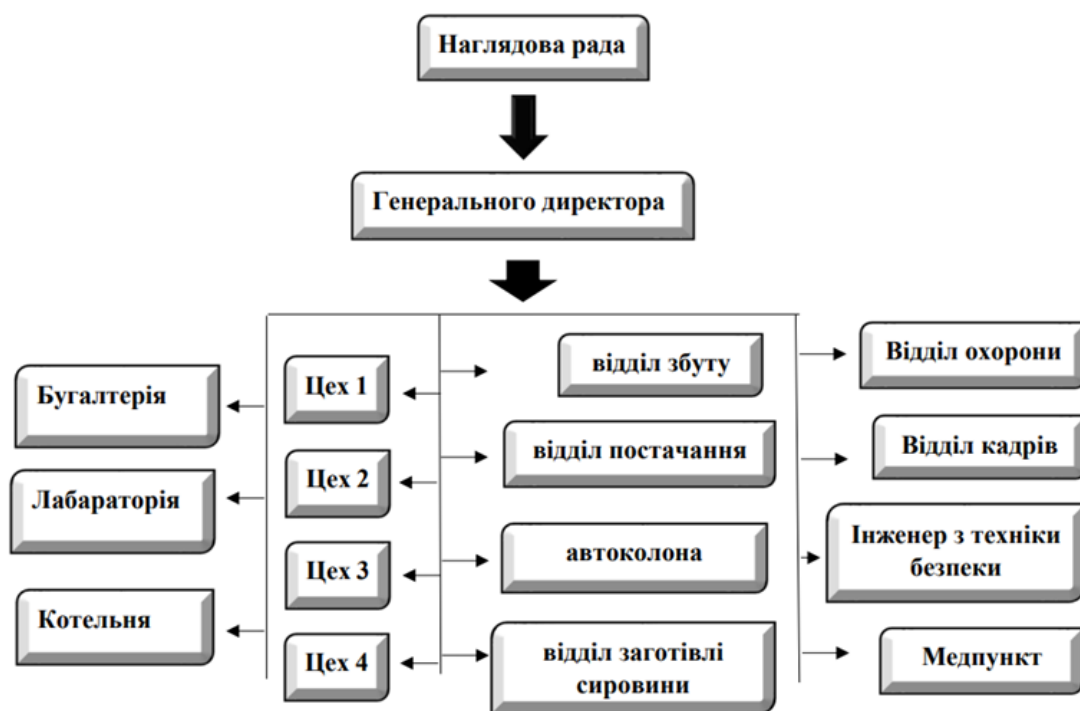 Наглядова рада
Генерального директора
Бугалтерія
Лабараторія
Котельня
Цех 1
Цех 2
Цех 3
Цех 4
відділ збуту
відділ постачання
автоколона
відділ заготівлі
сировини
Відділ охорони
Відділ кадрів
Інженер з техніки
безпеки
Медпункт